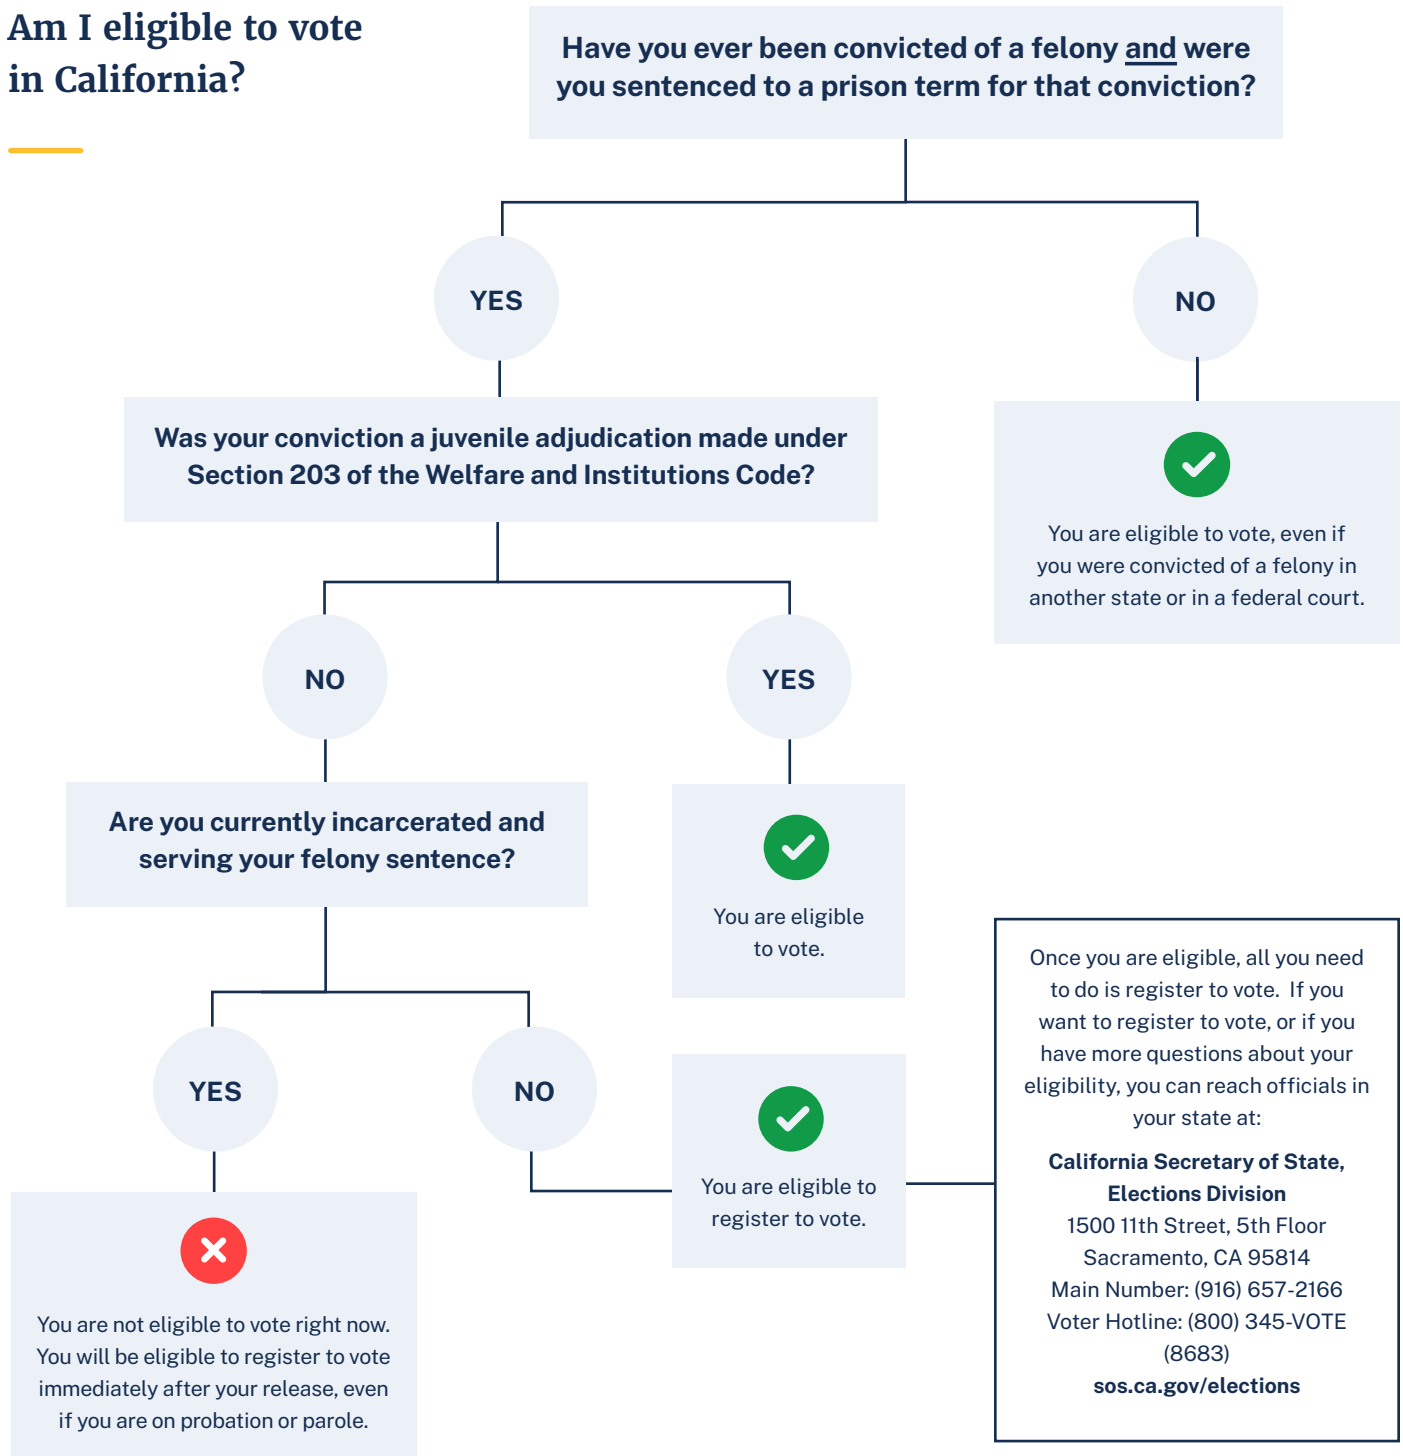 Am I eligible to vote
in California?
Have you ever been convicted of a felony and were
you sentenced to a prison term for that conviction?
YES
NO
Was your conviction a juvenile adjudication made under
Section 203 of the Welfare and Institutions Code?
You are eligible to vote, even if
you were convicted of a felony in
another state or in a federal court.
NO
YES
Are you currently incarcerated and
serving your felony sentence?
You are eligible
to vote.
YES
NO
You are eligible to
register to vote.
You are not eligible to vote right now.
You will be eligible to register to vote
immediately after your release, even
if you are on probation or parole.
Once you are eligible, all you need
to do is register to vote.  If you
want to register to vote, or if you
have more questions about your
eligibility, you can reach officials in
your state at:
California Secretary of State,
Elections Division
1500 11th Street, 5th Floor
Sacramento, CA 95814
Main Number: (916) 657-2166
Voter Hotline: (800) 345-VOTE
(8683)
sos.ca.gov/elections